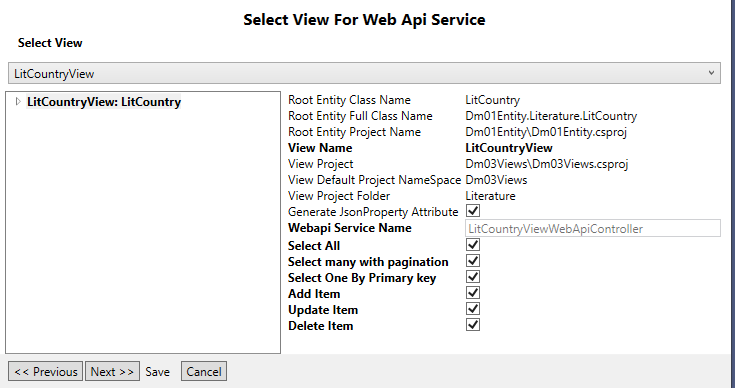 Select View For Web Api Service
Select View
LitCountryView
LitCountryView: LitCountry
Root Entity Class Name LitCountry
Root Entity Full Class Name Dm01Entity.Literature.LitCountry
Root Entity Project Name Dm01Entity\Dm01Entity.csproj
View Name LitCountryView
View Project Dm03Views\Dm03Views.csproj
View Default Project NameSpace Dm03Views
View Project Folder Literature
Generate JsonProperty Attribute
Webapi Service Name LitCountryViewWebApiController
Select All
Select many with pagination
Select One By Primary key
Add Item
Update Item
Delete Item
<< Previous Next >> Save Cancel